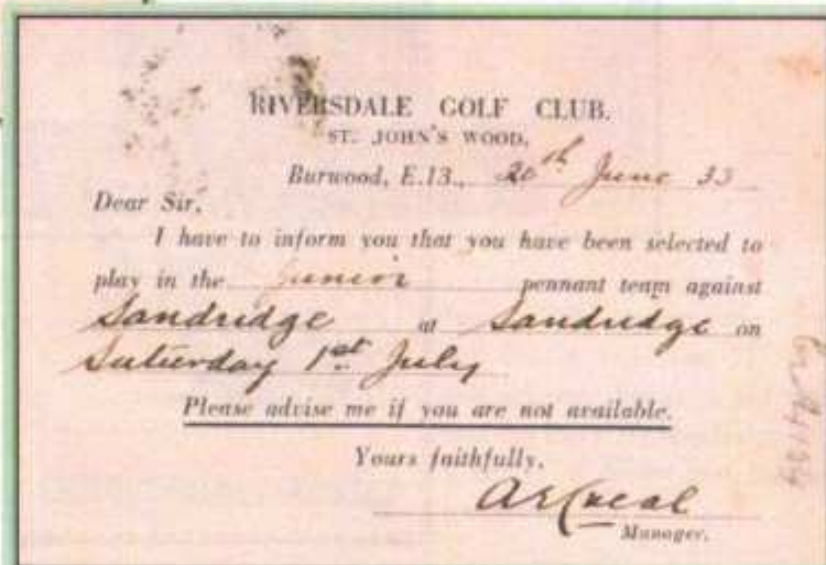 RIVERSDALE GOLF CLUB.
ST. JOHN'S WOOD,
Burwood, E.13., 20th June 33
Dear Sir,
I have to inform you that you have been selected to
play in the junior pennant team against
Sandridge at Sandridge on
Saturday 1st July
Please advise me if you are not available.
Yours faithfully,
Manager.